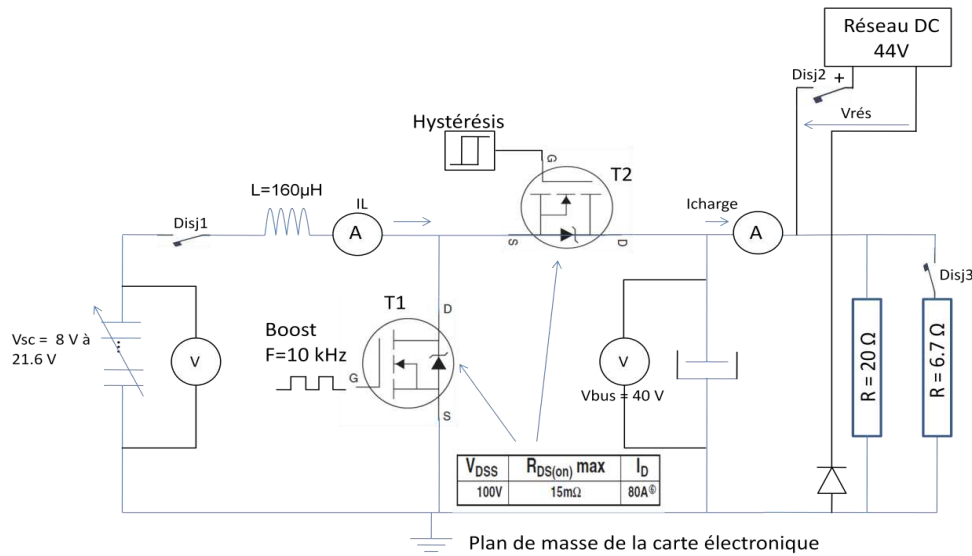 Réseau DC
44V
Disj2
+
Vrés
Hystérésis
G
T2
L=160µH
IL
Icharge
Disj1
A
A
S
D
Disj3
T1
D
Vsc = 8 V à
21.6 V
V
Boost
F=10 kHz
G
S
V
Vbus = 40 V
R = 20 Ω
R = 6.7 Ω
VDSS RDS(on) max ID
100V 15mΩ 80A⑥
Plan de masse de la carte électronique